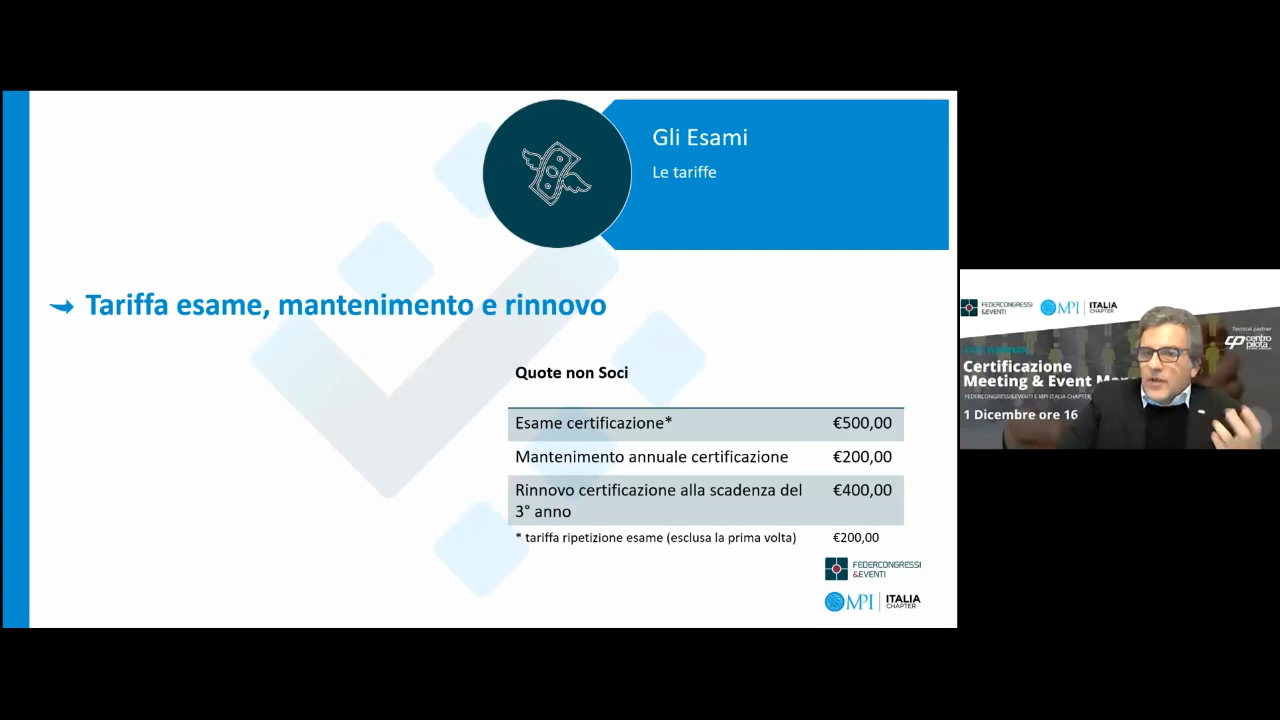 Gli Esami
Le tariffe
Tariffa esame, mantenimento e rinnovo
Quote non Soci
Esame certificazione* €500,00
Mantenimento annuale certificazione €200,00
Rinnovo certificazione alla scadenza del
3° anno €400,00
* tariffa ripetizione esame (esclusa la prima volta) €200,00
FEDERCONGRESSI
&EVENTI
MPI ITALIA
CHAPTER
FEDERCONGRESSI
&EVENTI
MPI ITALIA
CHAPTER
Tecnical partner
cp centro
pilota
Certificazione
Meeting & Event
FEDERCONGRESSI&EVENTI E MPI ITALIA CHAPTER
1 Dicembre ore 16